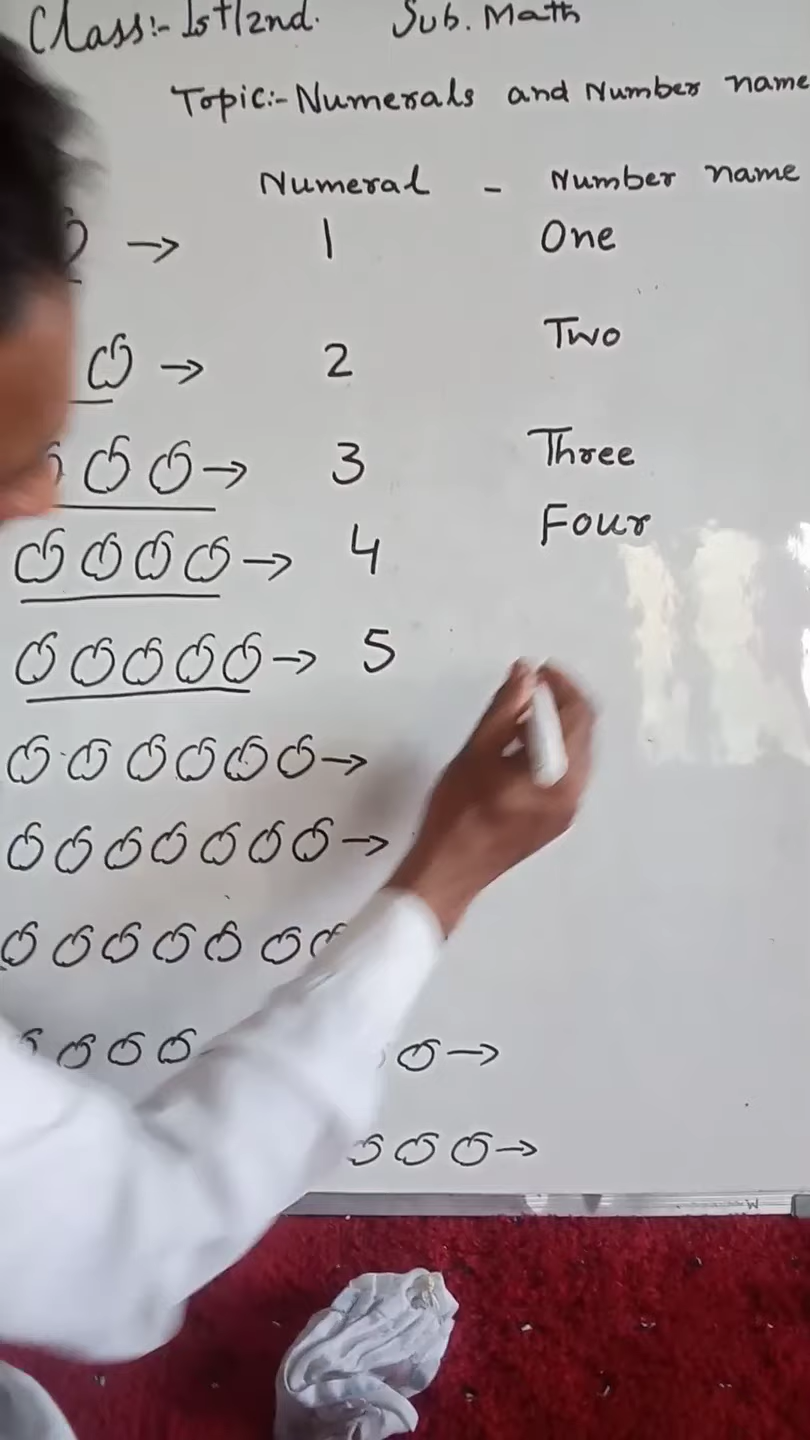 Class:- Ist/2nd. Sub. Math
Topic:- Numerals and Number name
Numeral - Number name
→ 1 One
→ 2 Two
→ 3 Three
→ 4 Four
→ 5
→
→
→
→